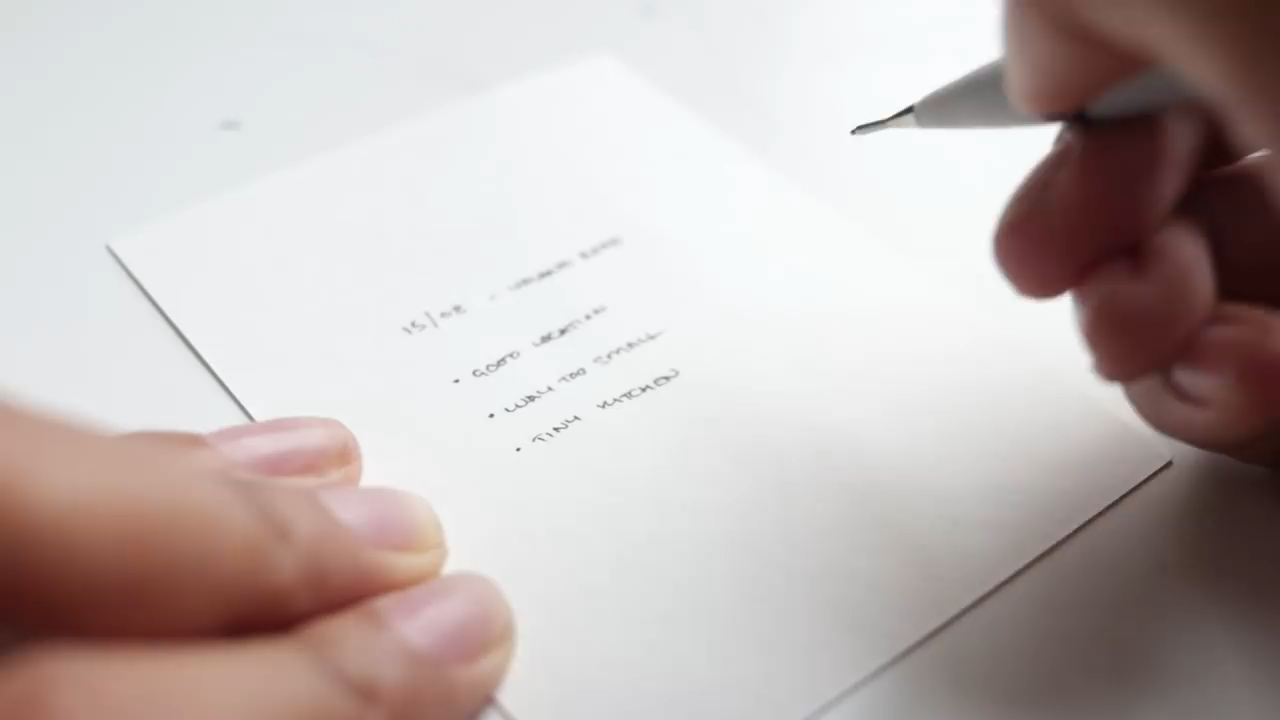 15/08 -
• GOOD LOCATION
• WAY TOO SMALL
• TINY KITCHEN